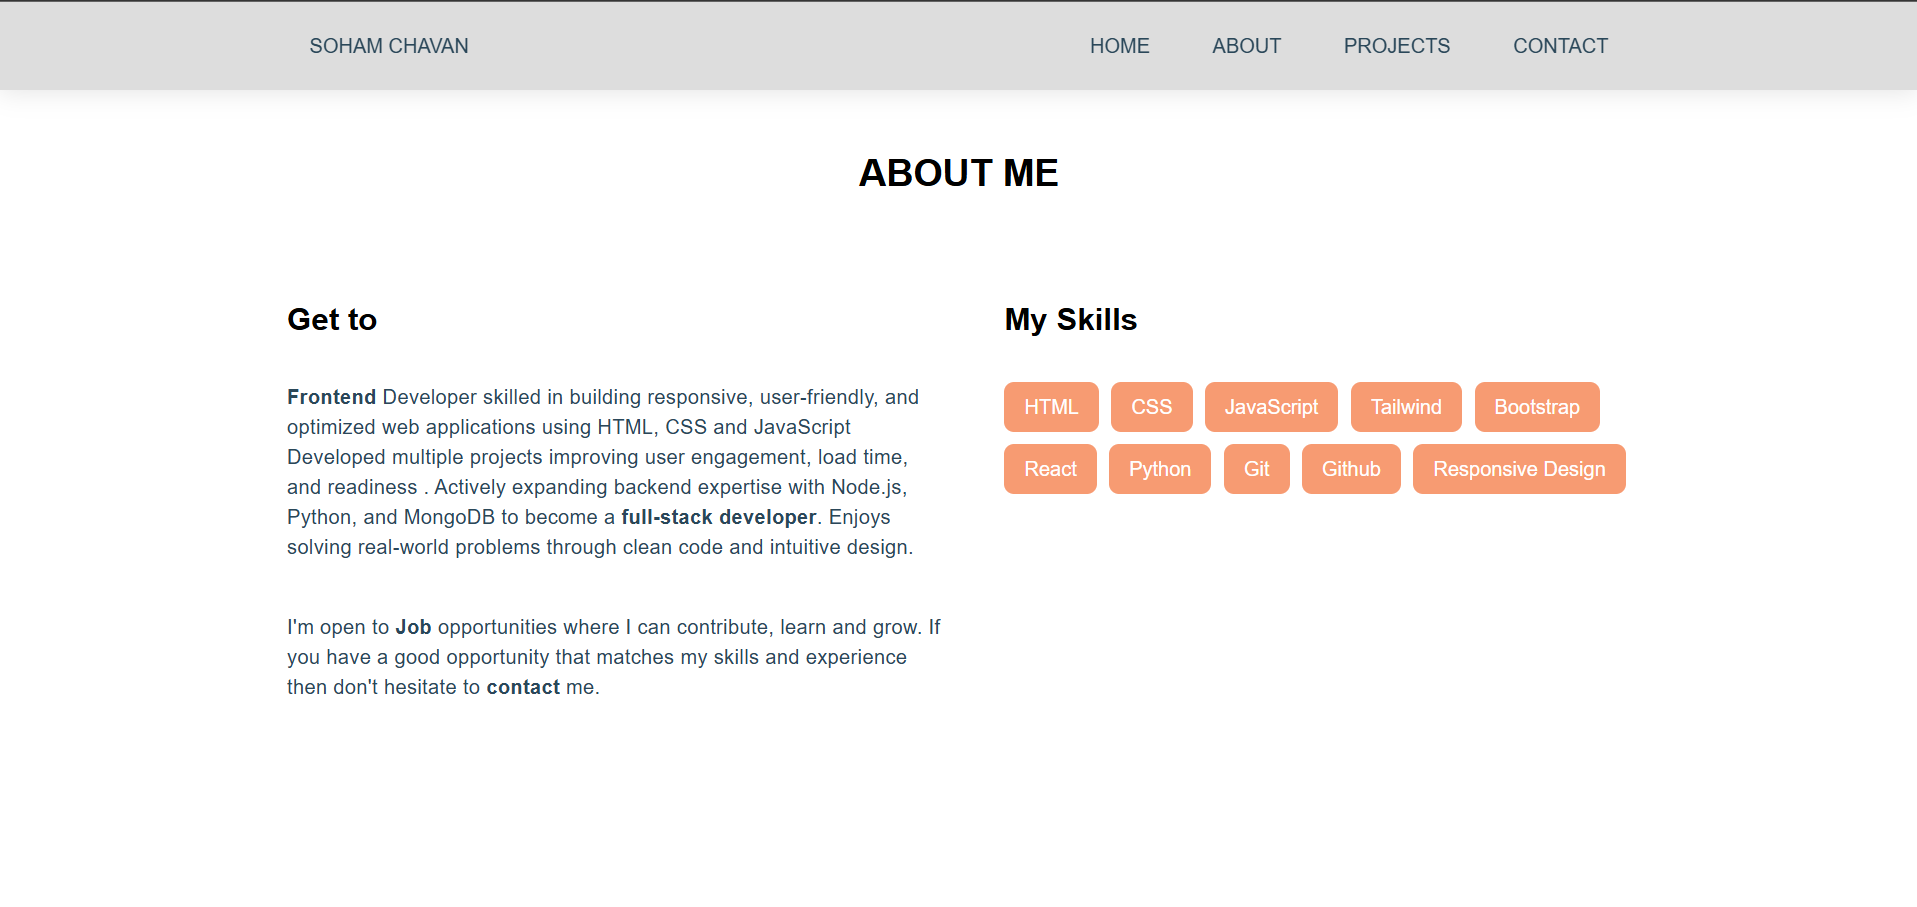 SOHAM CHAVAN HOME ABOUT PROJECTS CONTACT
ABOUT ME
Get to
Frontend Developer skilled in building responsive, user-friendly, and
optimized web applications using HTML, CSS and JavaScript
Developed multiple projects improving user engagement, load time,
and readiness . Actively expanding backend expertise with Node.js,
Python, and MongoDB to become a full-stack developer. Enjoys
solving real-world problems through clean code and intuitive design.
I'm open to Job opportunities where I can contribute, learn and grow. If
you have a good opportunity that matches my skills and experience
then don't hesitate to contact me.
My Skills
HTML CSS JavaScript Tailwind Bootstrap
React Python Git Github Responsive Design